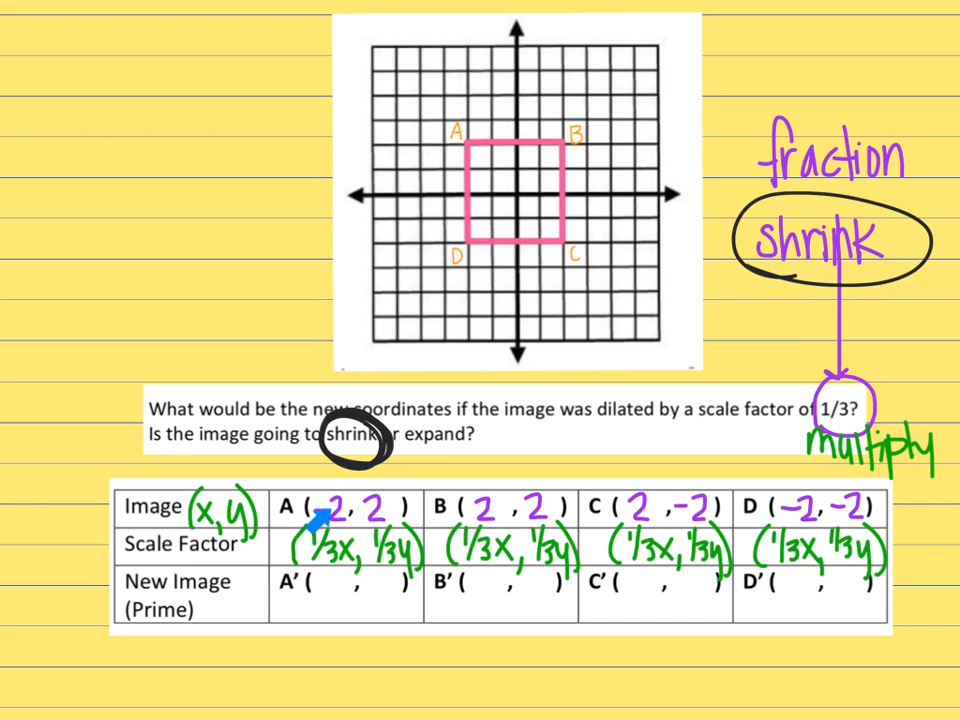 A B
D C
fraction
shrink
What would be the new coordinates if the image was dilated by a scale factor of 1/3?
Is the image going to shrink or expand?
multiply
Image (x,y) A (-2, 2 ) B ( 2 , 2 ) C ( 2 ,-2) D (-2,-2)
Scale Factor (1/3x, 1/3y) (1/3x, 1/3y) (1/3x, 1/3y) (1/3x, 1/3y)
New Image A’ ( , ) B’ ( , ) C’ ( , ) D’ ( , )
(Prime)